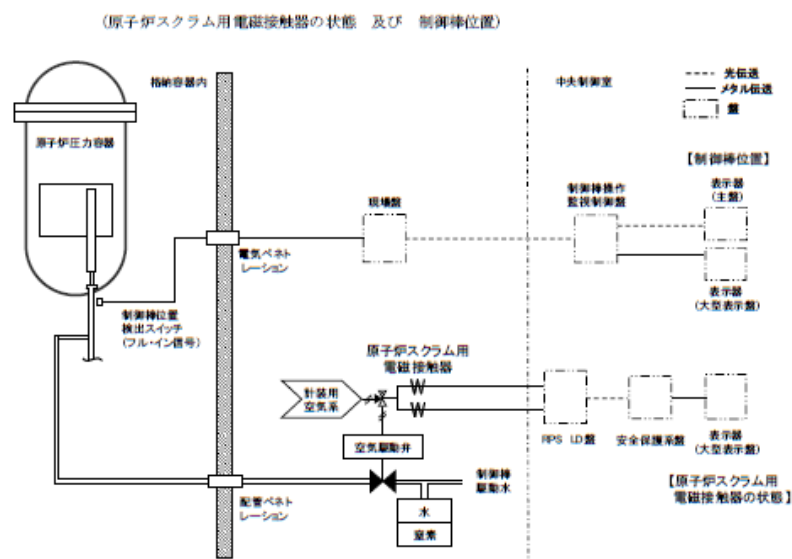 (原子炉スクラム用電磁接触器の状態 及び 制御棒位置)
格納容器内
中央制御室
光伝送
メタル伝送
盤
原子炉圧力容器
【制御棒位置】
現場盤
制御棒操作
監視制御盤
表示器
(主盤)
電気ペネト
レーション
表示器
(大型表示盤)
制御棒位置
検出スイッチ
(フル・イン信号)
原子炉スクラム用
電磁接触器
計装用
空気系
空気駆動弁
RPS LD盤
安全保護系盤
表示器
(大型表示盤)
制御棒
駆動水
配管ペネト
レーション
水
窒素
【原子炉スクラム用
電磁接触器の状態】